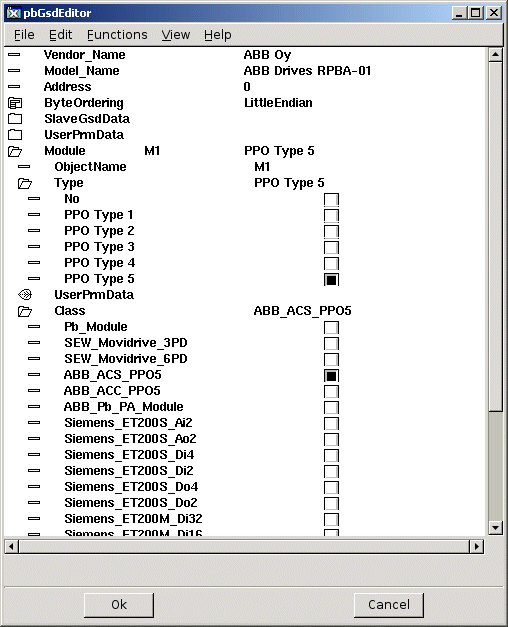 pbGsdEditor
File Edit Functions View Help
Vendor_Name ABB Oy
Model_Name ABB Drives RPBA-01
Address 0
ByteOrdering LittleEndian
SlaveGsdData
UserPrmData
Module M1 PPO Type 5
ObjectName M1
Type PPO Type 5
No
PPO Type 1
PPO Type 2
PPO Type 3
PPO Type 4
PPO Type 5
UserPrmData
Class ABB_ACS_PPO5
Pb_Module
SEW_Movidrive_3PD
SEW_Movidrive_6PD
ABB_ACS_PPO5
ABB_ACC_PPO5
ABB_Pb_PA_Module
Siemens_ET200S_Ai2
Siemens_ET200S_Ao2
Siemens_ET200S_Di4
Siemens_ET200S_Di2
Siemens_ET200S_Do4
Siemens_ET200S_Do2
Siemens_ET200M_Di32
Siemens_ET200M_Di16
Ok Cancel